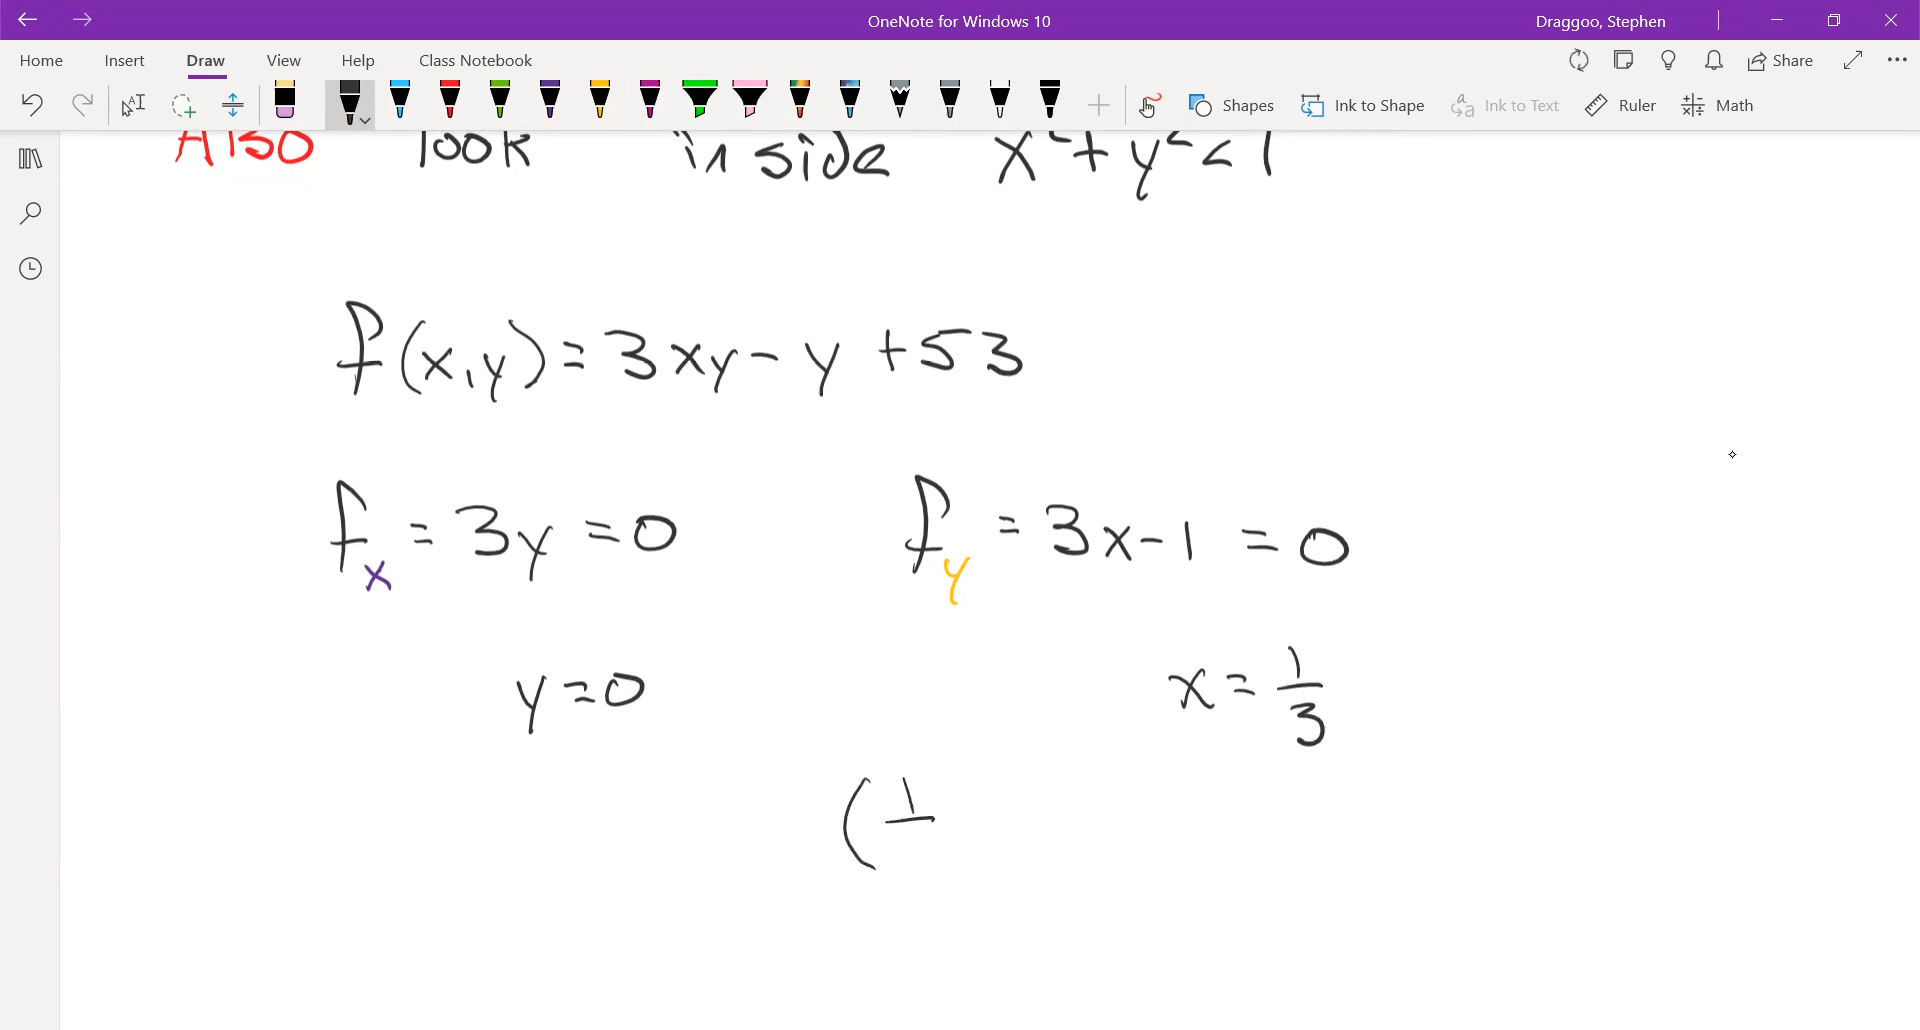 OneNote for Windows 10 Draggoo, Stephen
Home Insert Draw View Help Class Notebook Share
Shapes Ink to Shape Ink to Text Ruler Math
Also look inside x² + y² < 1
f(x,y) = 3xy - y + 53
f_x = 3y = 0 f_y = 3x - 1 = 0
y = 0 x = 1/3
(1/